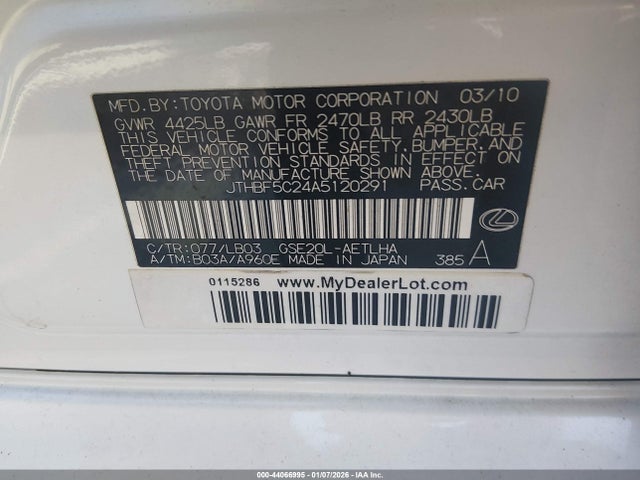 MFD.BY:TOYOTA MOTOR CORPORATION 03/10
GVWR 4425LB GAWR FR 2470LB RR 2430LB
THIS VEHICLE CONFORMS TO ALL APPLICABLE
FEDERAL MOTOR VEHICLE SAFETY,BUMPER,AND
THEFT PREVENTION STANDARDS IN EFFECT ON
THE DATE OF MANUFACTURE SHOWN ABOVE.
JTHBF5C24A5120291 PASS.CAR
C/TR:077/LB03 GSE20L-AETLHA
A/TM:B03A/A960E MADE IN JAPAN 385 A
0115286 www.MyDealerLot.com
000-44066995 - 01/07/2026 - IAAI.COM